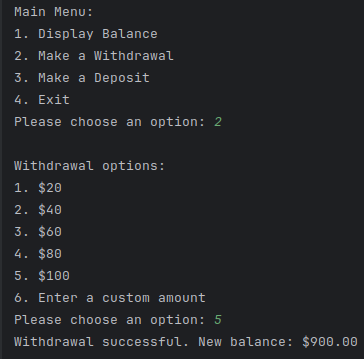 Main Menu:
1. Display Balance
2. Make a Withdrawal
3. Make a Deposit
4. Exit
Please choose an option: 2
Withdrawal options:
1. $20
2. $40
3. $60
4. $80
5. $100
6. Enter a custom amount
Please choose an option: 5
Withdrawal successful. New balance: $900.00